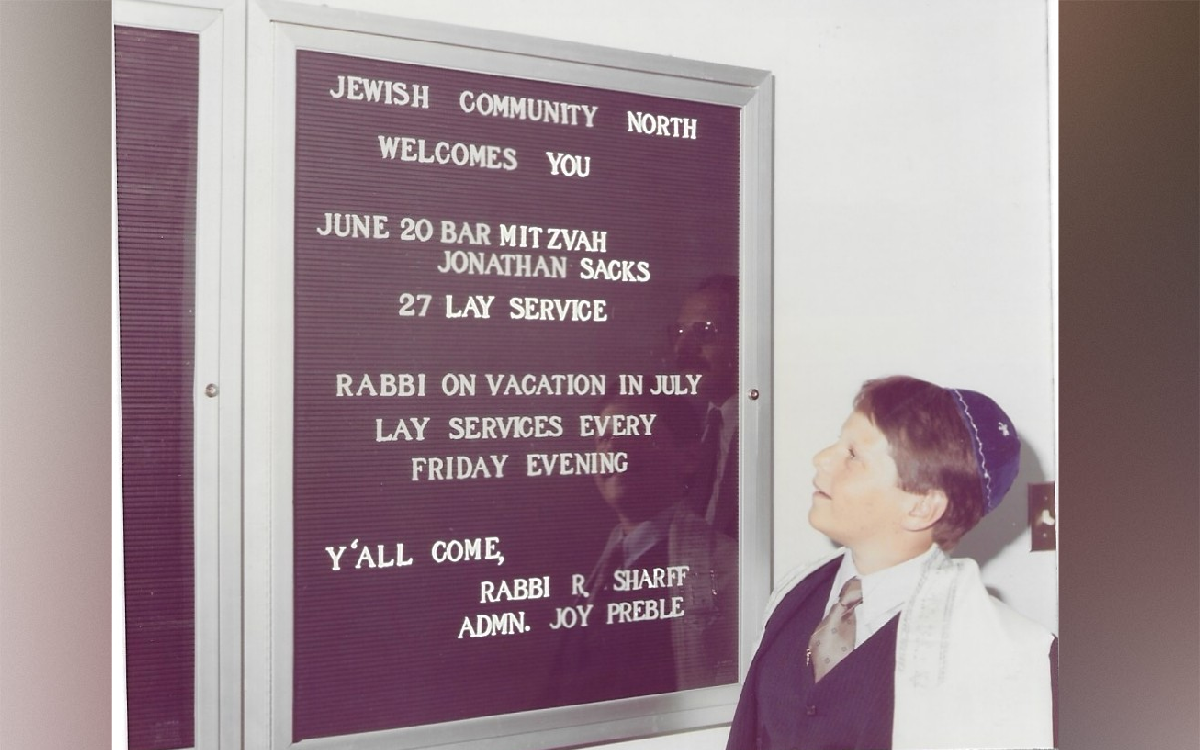 JEWISH COMMUNITY NORTH
WELCOMES YOU
JUNE 20 BAR MITZVAH
JONATHAN SACKS
27 LAY SERVICE
RABBI ON VACATION IN JULY
LAY SERVICES EVERY
FRIDAY EVENING
Y'ALL COME,
RABBI R. SHARFF
ADMN. JOY PREBLE